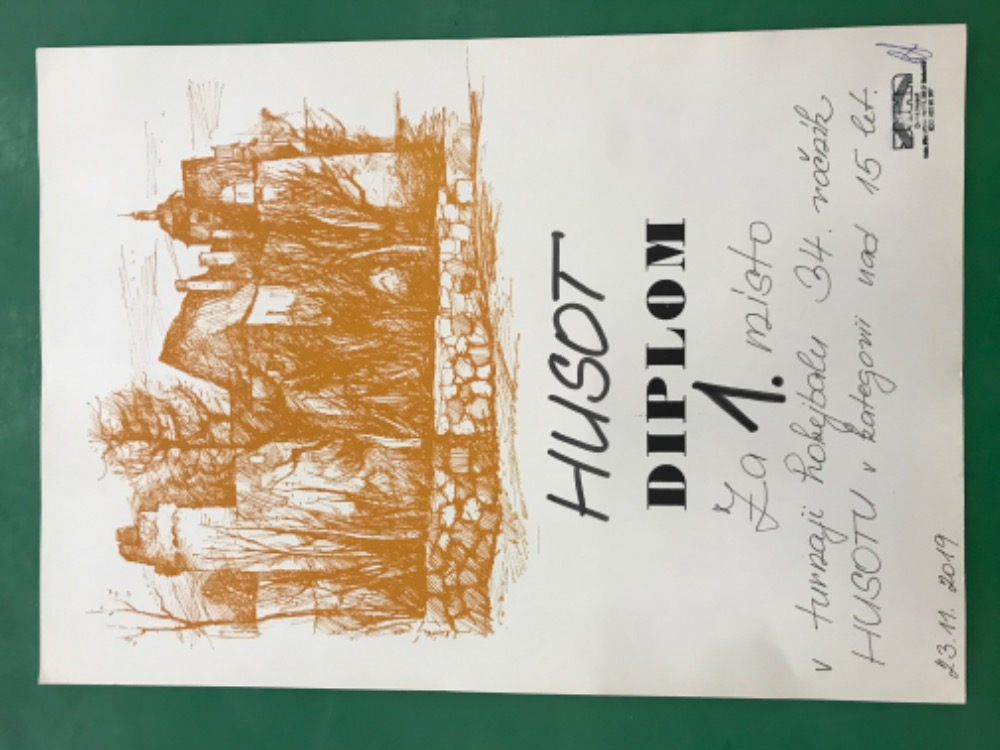 HUSOT
DIPLOM
Za 1. místo
v turnaji hokejbalu 34. ročník
HUSOTU v kategorii nad 15 let.
23.11. 2019